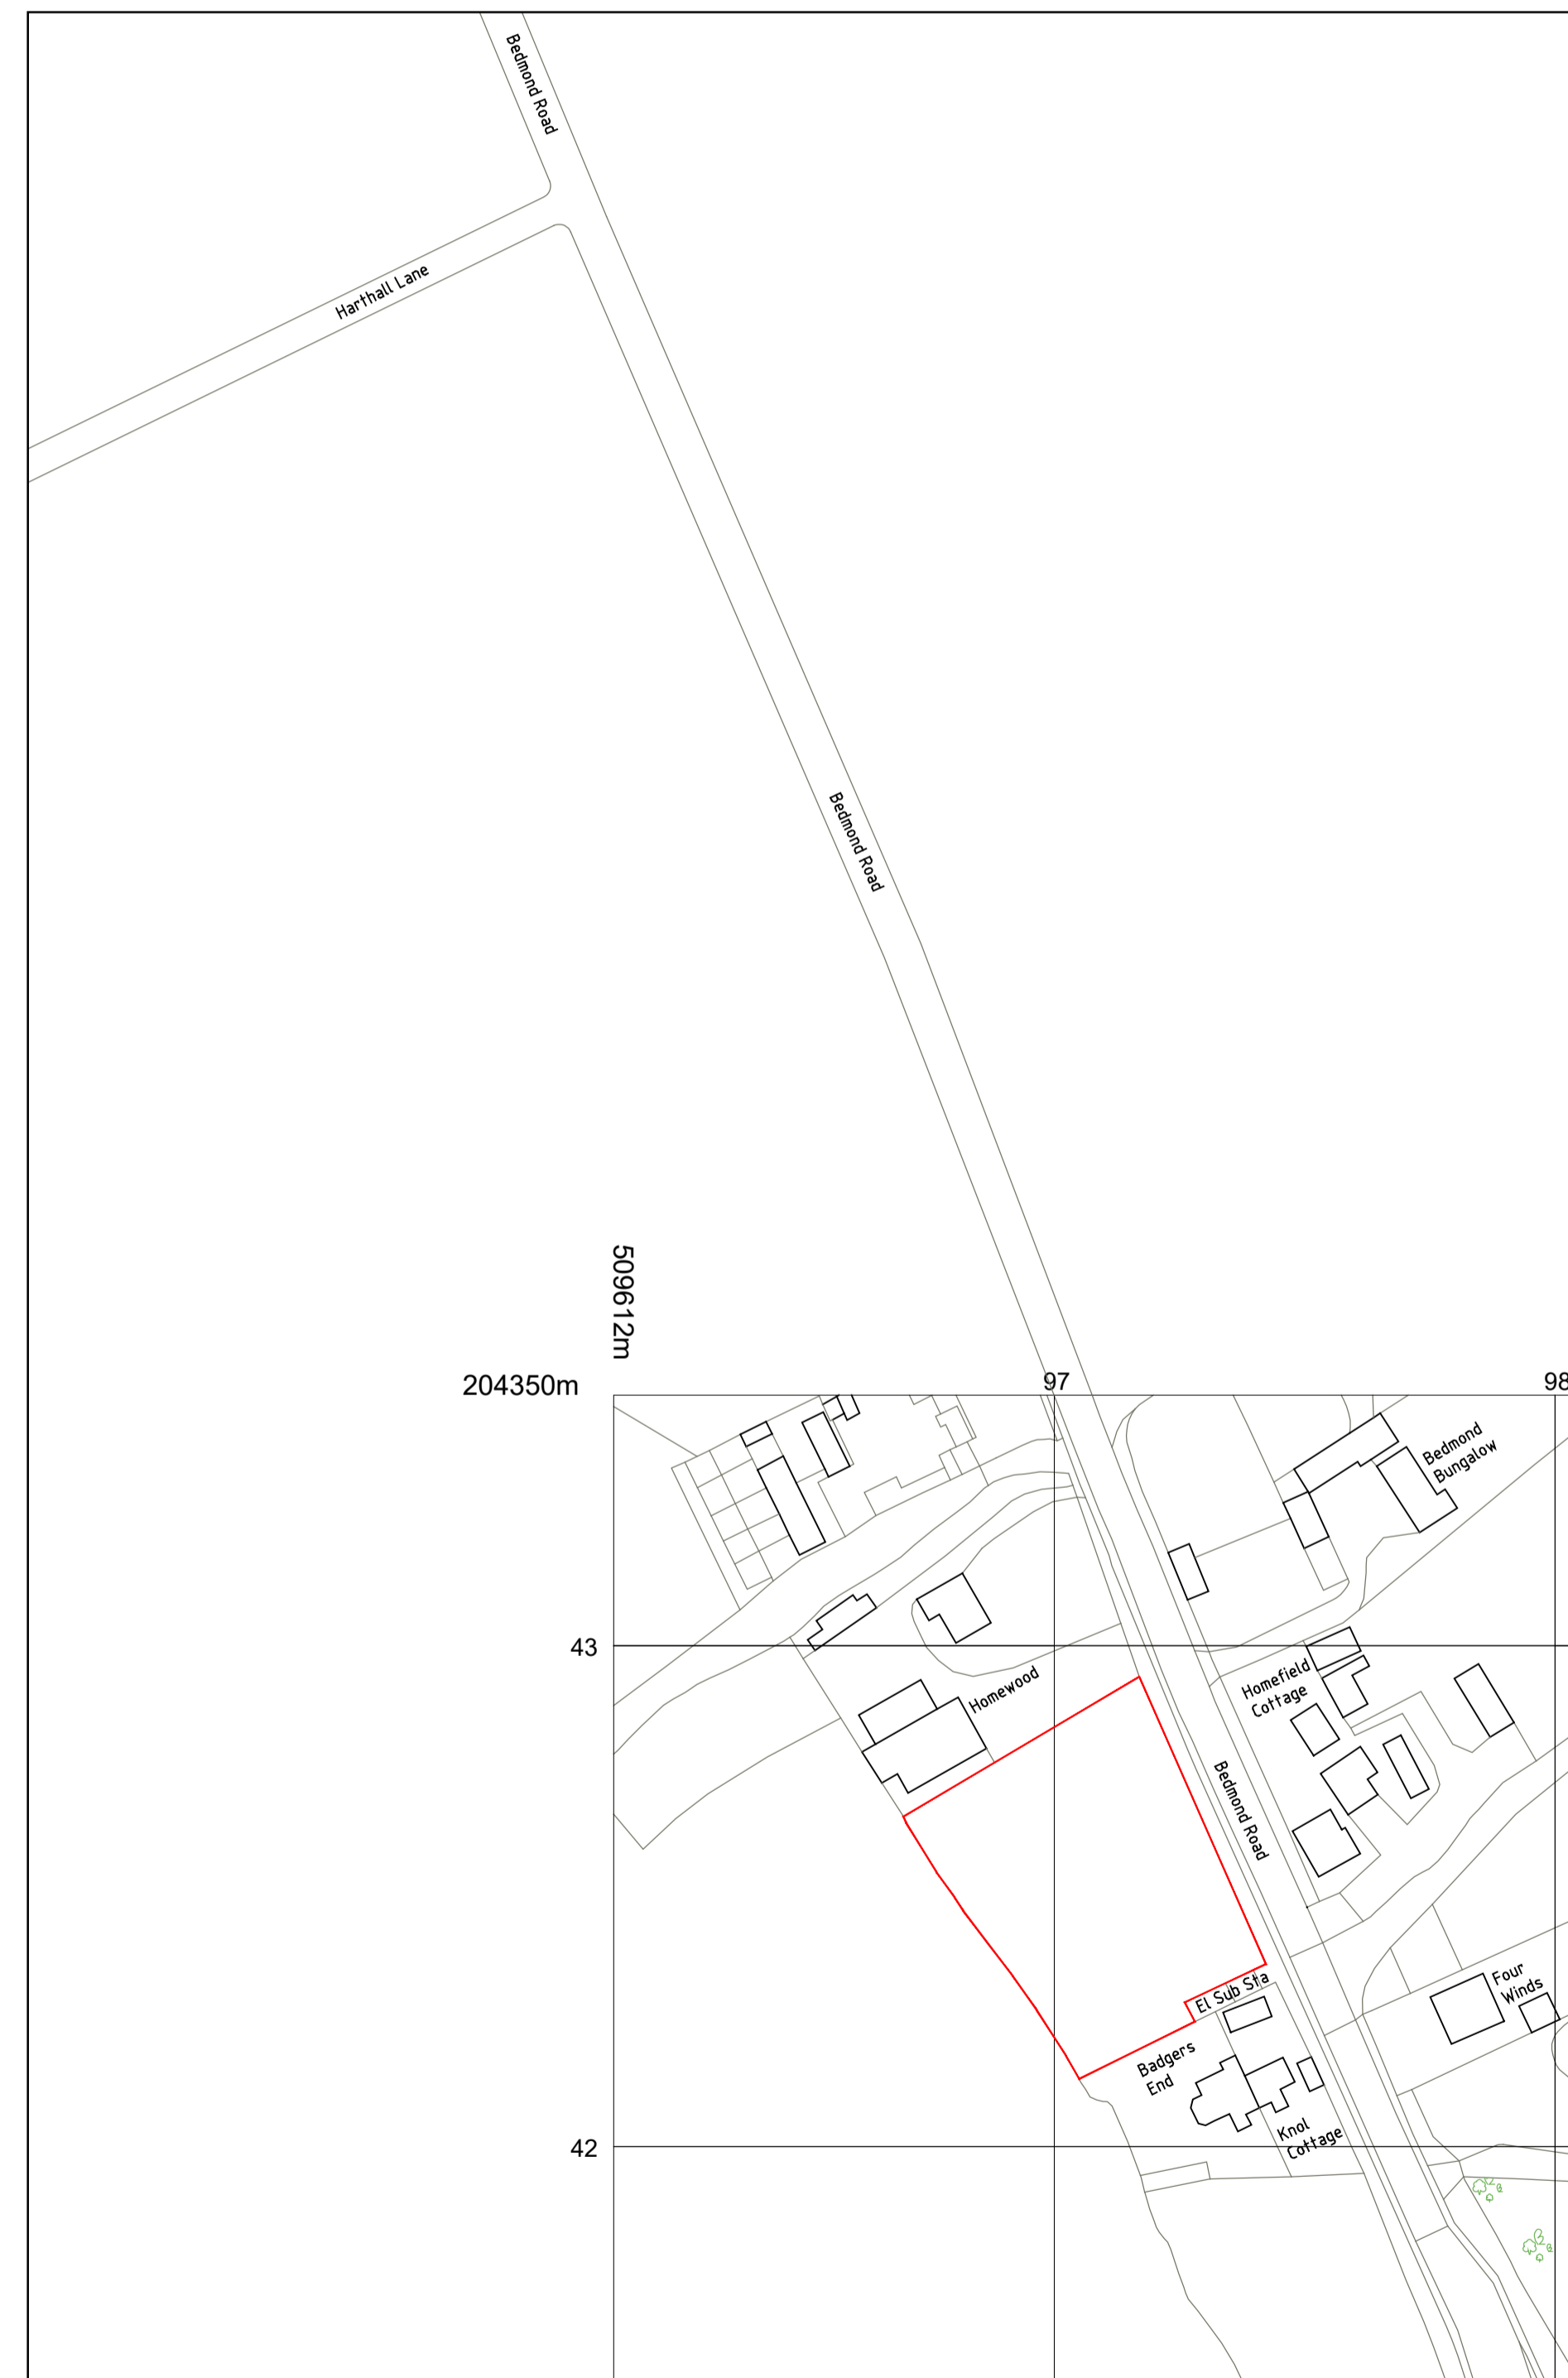 Bedmond Road
Harthall Lane
Bedmond Road
509612m
204350m
97
98
Bedmond
Bungalow
43
Homewood
Homefield
Cottage
Bedmond Road
El Sub Sta
Four
Winds
Badgers
End
Knol
Cottage
42